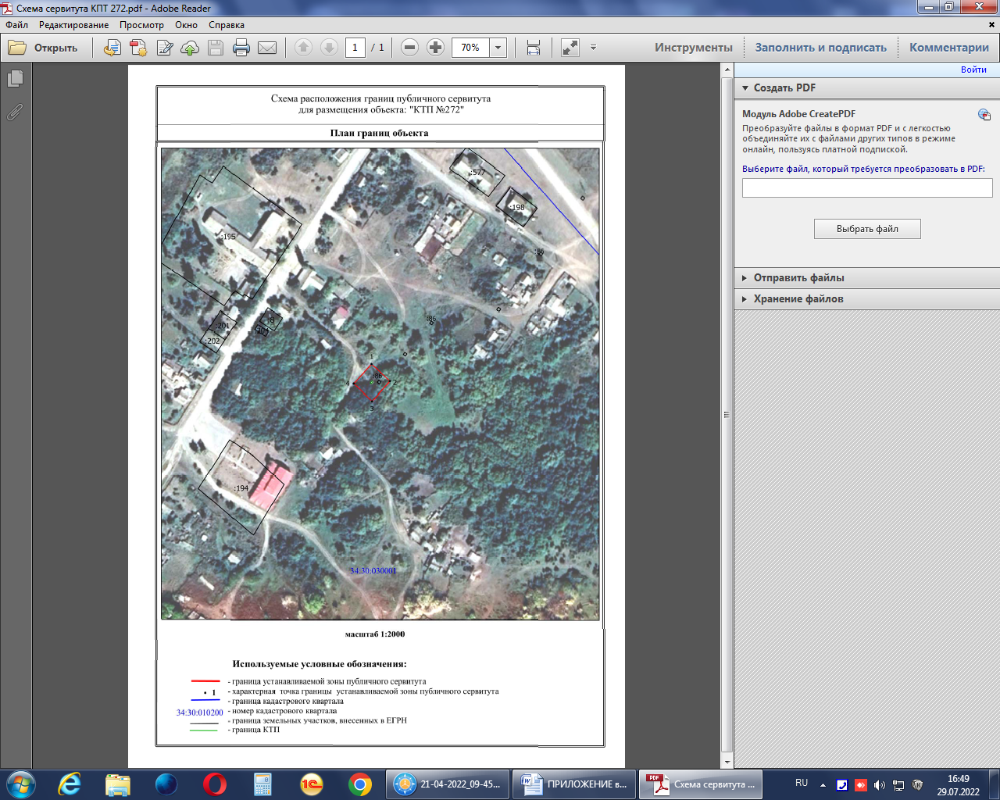 Схема сервитута КПТ 272.pdf - Adobe Reader
Файл Редактирование Просмотр Окно Справка
Открыть 1 / 1 70% Инструменты Заполнить и подписать Комментарии
Войти
Создать PDF
Модуль Adobe CreatePDF
Преобразуйте файлы в формат PDF и с легкостью
объединяйте их с файлами других типов в режиме
онлайн, пользуясь платной подпиской.
Выберите файл, который требуется преобразовать в PDF:
Выбрать файл
Отправить файлы
Хранение файлов
Схема расположения границ публичного сервитута
для размещения объекта: "КТП №272"
План границ объекта
:577
:198
:195
:86
:86
:201
:202
1
:86
4
2
3
:194
34:30:030001
масштаб 1:2000
Используемые условные обозначения:
- граница устанавливаемой зоны публичного сервитута
• 1 - характерная точка границы устанавливаемой зоны публичного сервитута
- граница кадастрового квартала
34:30:010200 - номер кадастрового квартала
- граница земельных участков, внесенных в ЕГРН
- граница КТП
21-04-2022_09-45... ПРИЛОЖЕНИЕ в... Схема сервитута ... RU 16:49
29.07.2022